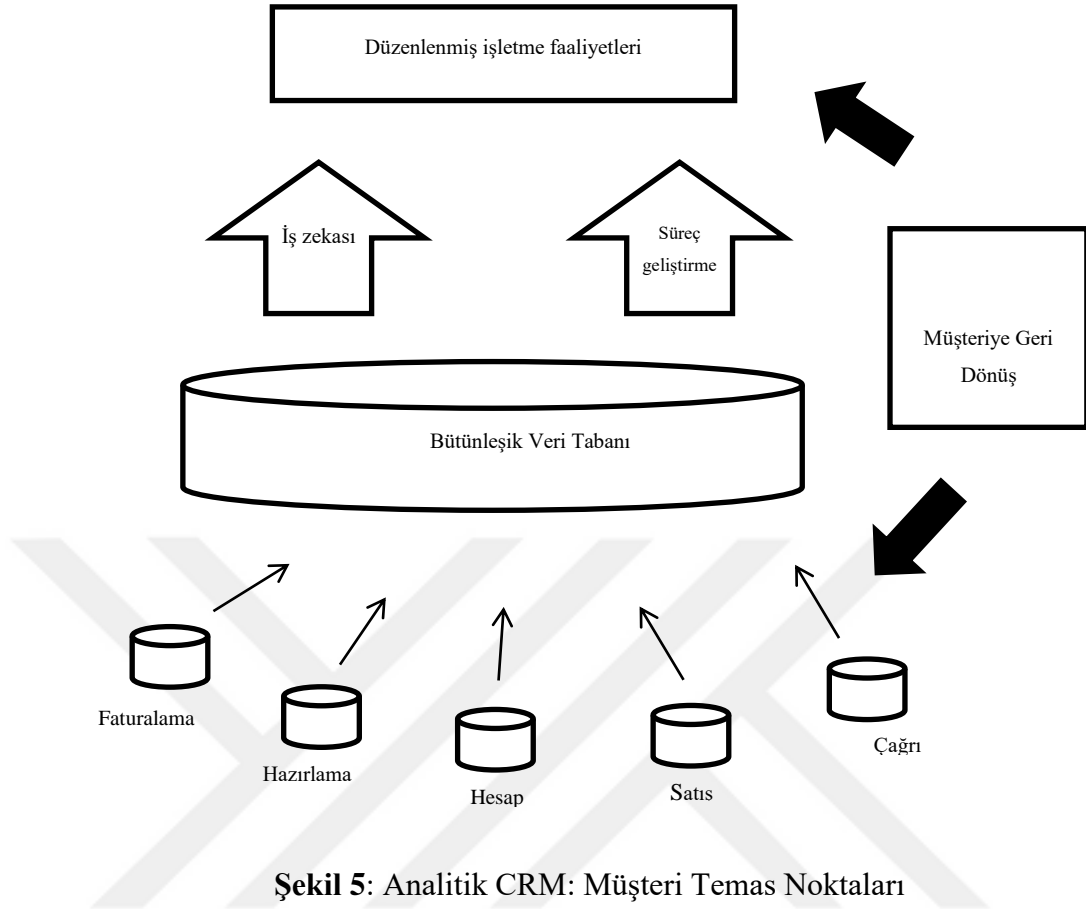 Düzenlenmiş işletme faaliyetleri
İş zekası
Süreç
geliştirme
Müşteriye Geri
Dönüş
Bütünleşik Veri Tabanı
Faturalama
Hazırlama
Hesap
Satıs
Çağrı
Şekil 5: Analitik CRM: Müşteri Temas Noktaları